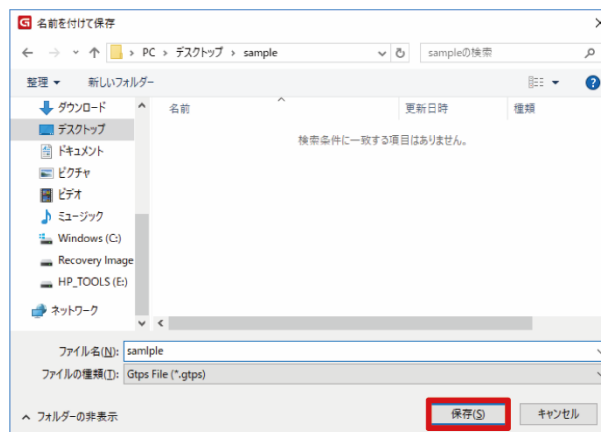 名前を付けて保存
PC › デスクトップ › sample
sampleの検索
整理 新しいフォルダー
ダウンロード
デスクトップ
ドキュメント
ピクチャ
ビデオ
ミュージック
Windows (C:)
Recovery Image
HP_TOOLS (E:)
ネットワーク
名前 更新日時 種類
検索条件に一致する項目はありません。
ファイル名(N): samlple
ファイルの種類(T): Gtps File (*.gtps)
フォルダーの非表示
保存(S) キャンセル